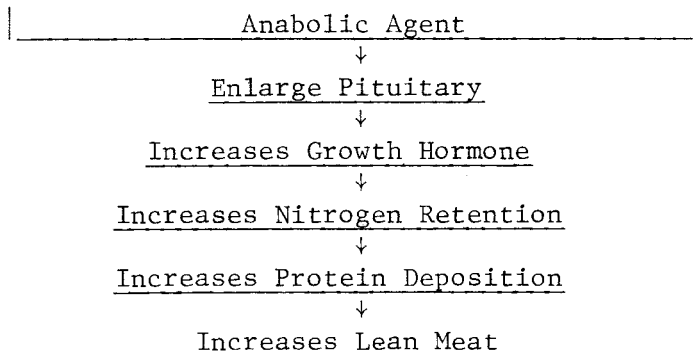 Anabolic Agent
↓
Enlarge Pituitary
↓
Increases Growth Hormone
↓
Increases Nitrogen Retention
↓
Increases Protein Deposition
↓
Increases Lean Meat